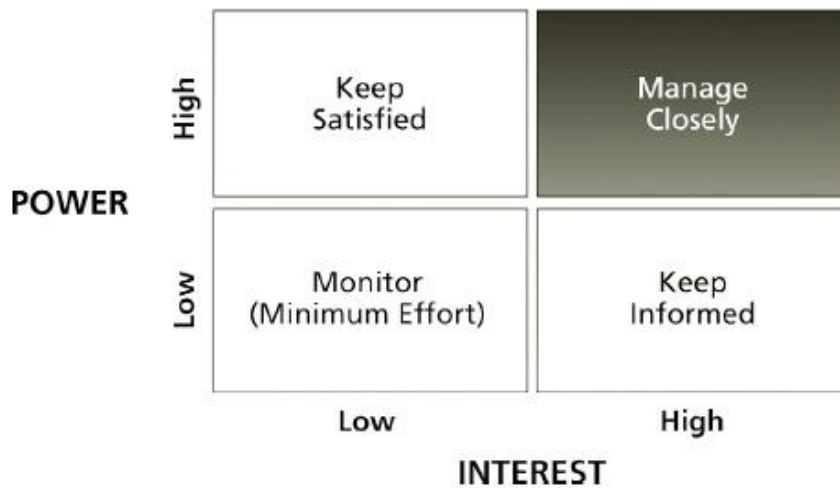 High
Keep
Satisfied
Manage
Closely
POWER
Low
Monitor
(Minimum Effort)
Keep
Informed
Low
High
INTEREST